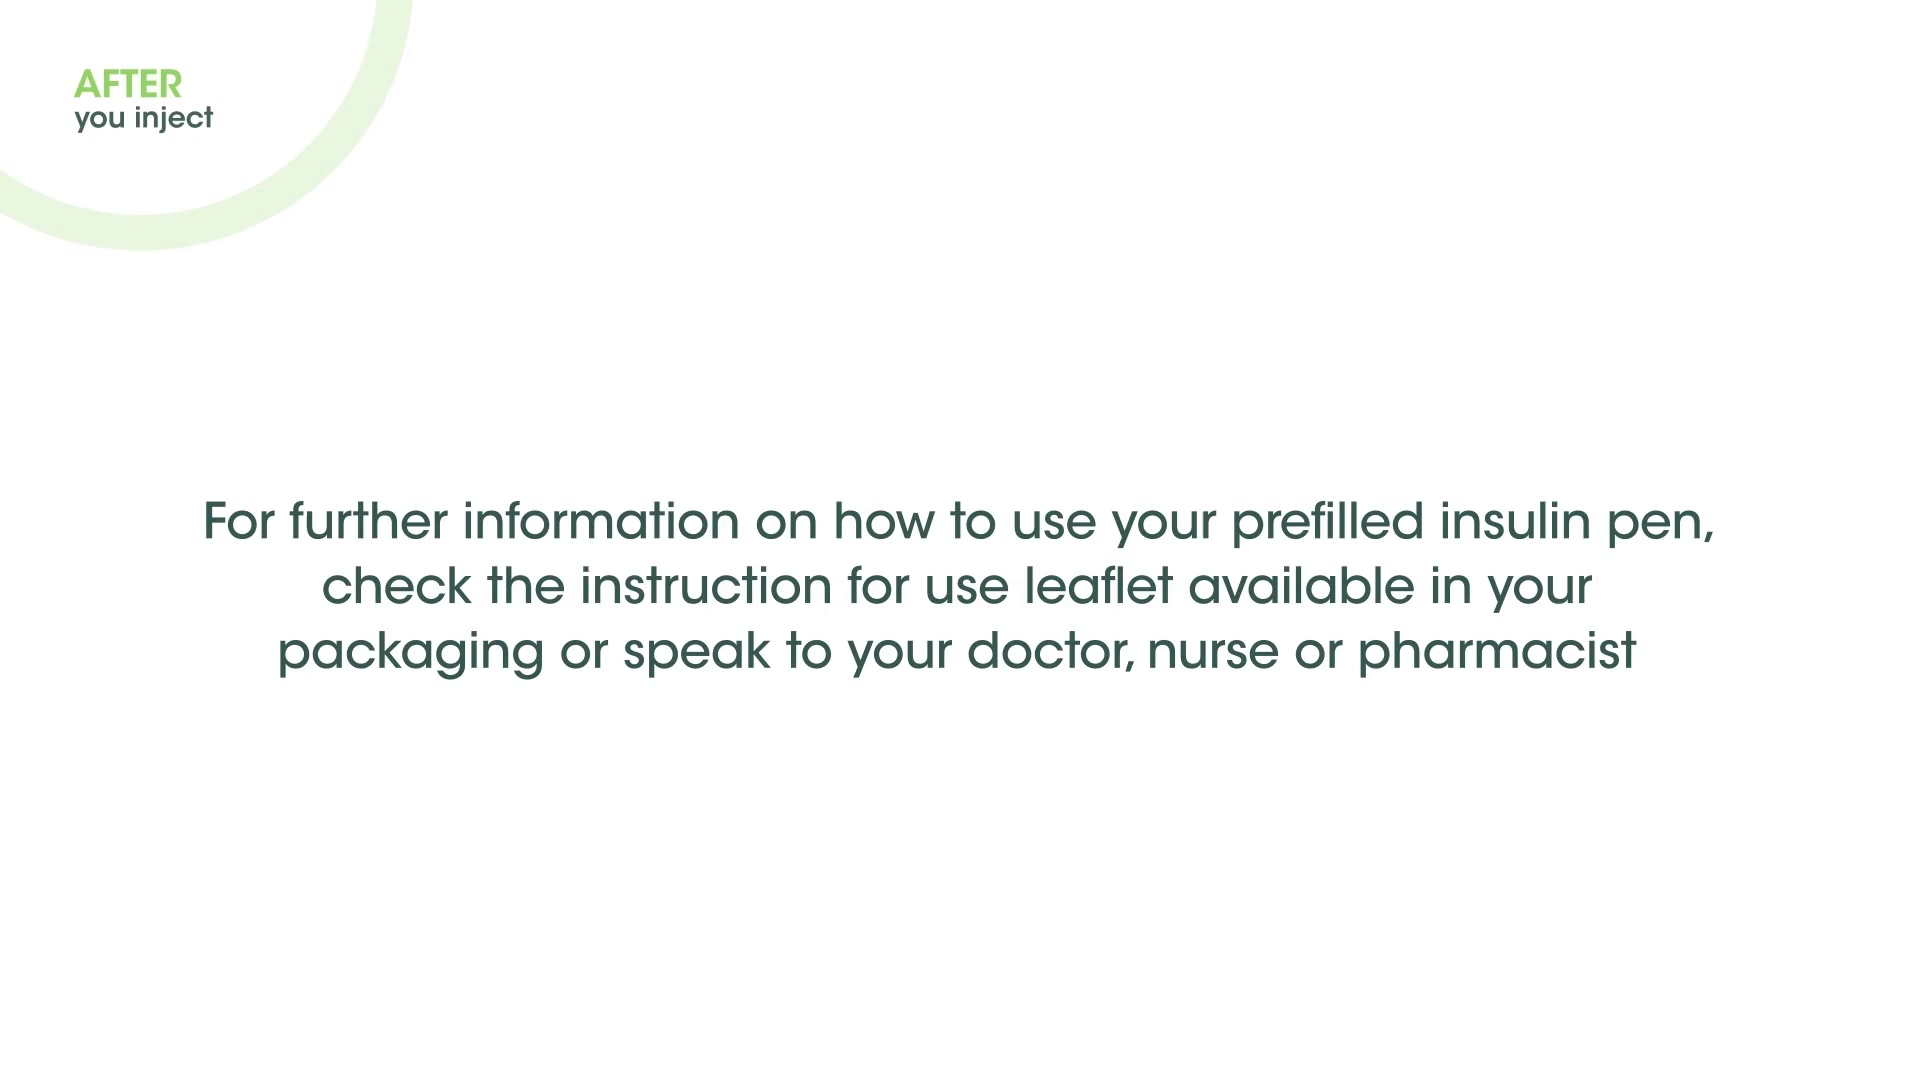 AFTER
you inject
For further information on how to use your prefilled insulin pen,
check the instruction for use leaflet available in your
packaging or speak to your doctor, nurse or pharmacist